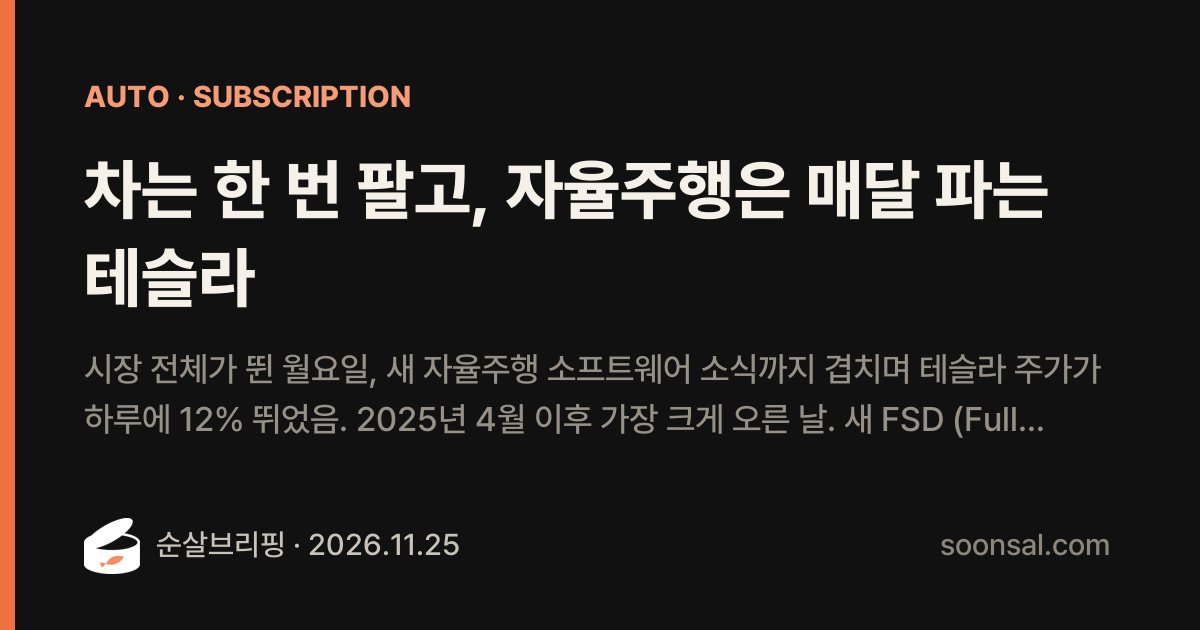 AUTO · SUBSCRIPTION
차는 한 번 팔고, 자율주행은 매달 파는
테슬라
시장 전체가 뛴 월요일, 새 자율주행 소프트웨어 소식까지 겹치며 테슬라 주가가
하루에 12% 뛰었음. 2025년 4월 이후 가장 크게 오른 날. 새 FSD (Full...
순살브리핑 · 2026.11.25
soonsal.com